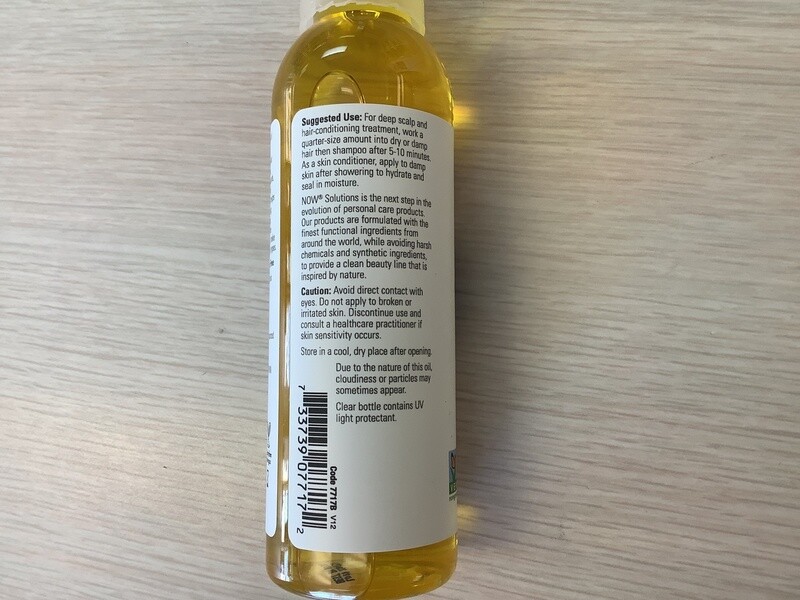 Suggested Use: For deep scalp and
hair-conditioning treatment, work a
quarter-size amount into dry or damp
hair then shampoo after 5-10 minutes.
As a skin conditioner, apply to damp
skin after showering to hydrate and
seal in moisture.
NOW® Solutions is the next step in the
evolution of personal care products.
Our products are formulated with the
finest functional ingredients from
around the world, while avoiding harsh
chemicals and synthetic ingredients,
to provide a clean beauty line that is
inspired by nature.
Caution: Avoid direct contact with
eyes. Do not apply to broken or
irritated skin. Discontinue use and
consult a healthcare practitioner if
skin sensitivity occurs.
Store in a cool, dry place after opening.
Due to the nature of this oil,
cloudiness or particles may
sometimes appear.
Clear bottle contains UV
light protectant.
7 33739 07717 2
Code 7717B V12